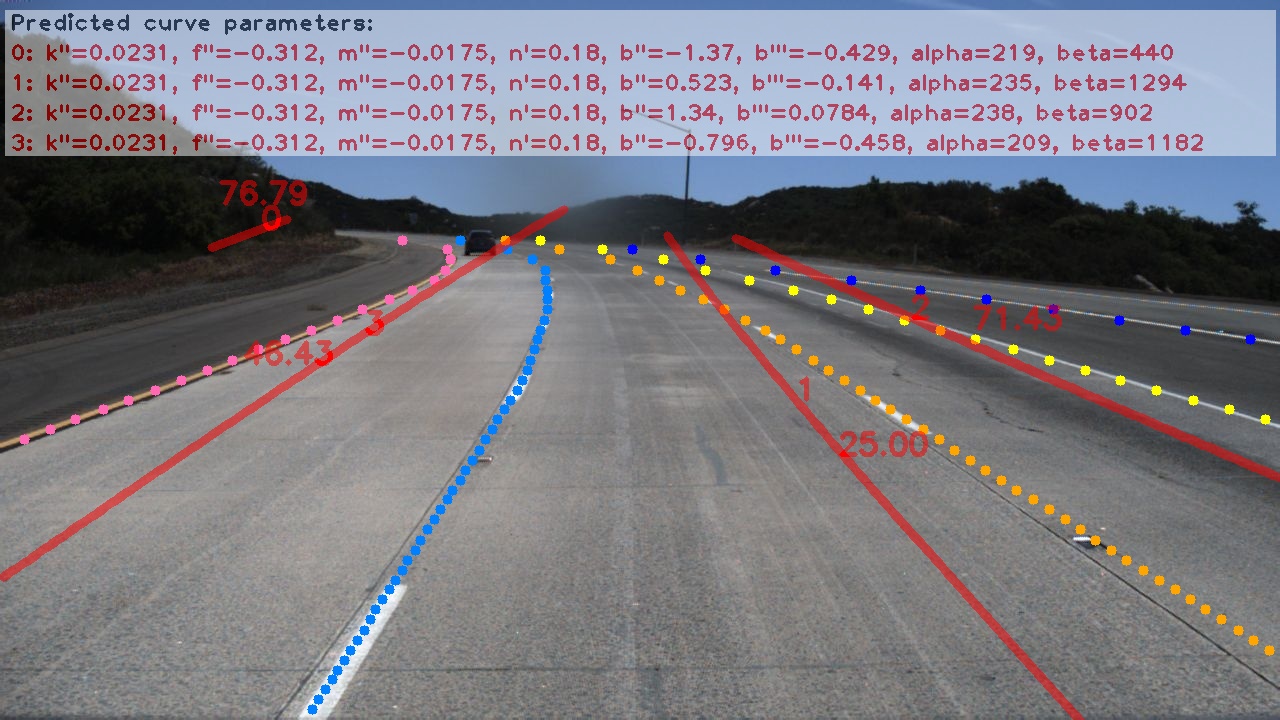 Predicted curve parameters:
0: k''=0.0231, f''=−0.312, m''=−0.0175, n'=0.18, b''=−1.37, b'''=−0.429, alpha=219, beta=440
1: k''=0.0231, f''=−0.312, m''=−0.0175, n'=0.18, b''=0.523, b'''=−0.141, alpha=235, beta=1294
2: k''=0.0231, f''=−0.312, m''=−0.0175, n'=0.18, b''=1.34, b'''=0.0784, alpha=238, beta=902
3: k''=0.0231, f''=−0.312, m''=−0.0175, n'=0.18, b''=−0.796, b'''=−0.458, alpha=209, beta=1182
76.79
0
2 71.43
3
46.43
1
25.00